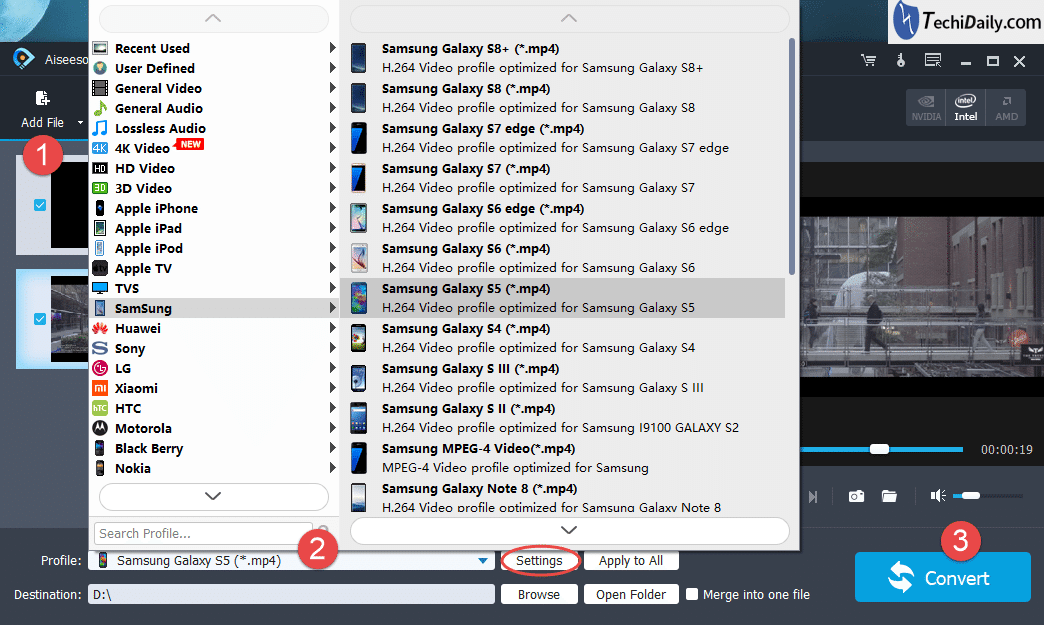 TechiDaily.com
Aiseeso
Add File
1
NVIDIA
Intel
AMD
Recent Used
User Defined
General Video
General Audio
Lossless Audio
4K Video NEW
HD Video
3D Video
Apple iPhone
Apple iPad
Apple iPod
Apple TV
TVS
SamSung
Huawei
Sony
LG
Xiaomi
HTC
Motorola
Black Berry
Nokia
Search Profile...
Samsung Galaxy S8+ (*.mp4)
H.264 Video profile optimized for Samsung Galaxy S8+
Samsung Galaxy S8 (*.mp4)
H.264 Video profile optimized for Samsung Galaxy S8
Samsung Galaxy S7 edge (*.mp4)
H.264 Video profile optimized for Samsung Galaxy S7 edge
Samsung Galaxy S7 (*.mp4)
H.264 Video profile optimized for Samsung Galaxy S7
Samsung Galaxy S6 edge (*.mp4)
H.264 Video profile optimized for Samsung Galaxy S6 edge
Samsung Galaxy S6 (*.mp4)
H.264 Video profile optimized for Samsung Galaxy S6
Samsung Galaxy S5 (*.mp4)
H.264 Video profile optimized for Samsung Galaxy S5
Samsung Galaxy S4 (*.mp4)
H.264 Video profile optimized for Samsung Galaxy S4
Samsung Galaxy S III (*.mp4)
H.264 Video profile optimized for Samsung Galaxy S III
Samsung Galaxy S II (*.mp4)
H.264 Video profile optimized for Samsung I9100 GALAXY S2
Samsung MPEG-4 Video(*.mp4)
MPEG-4 Video profile optimized for Samsung
Samsung Galaxy Note 8 (*.mp4)
H.264 Video profile optimized for Samsung Galaxy Note 8
00:00:19
2
3
Profile: Samsung Galaxy S5 (*.mp4) Settings Apply to All
Convert
Destination: D:\ Browse Open Folder Merge into one file